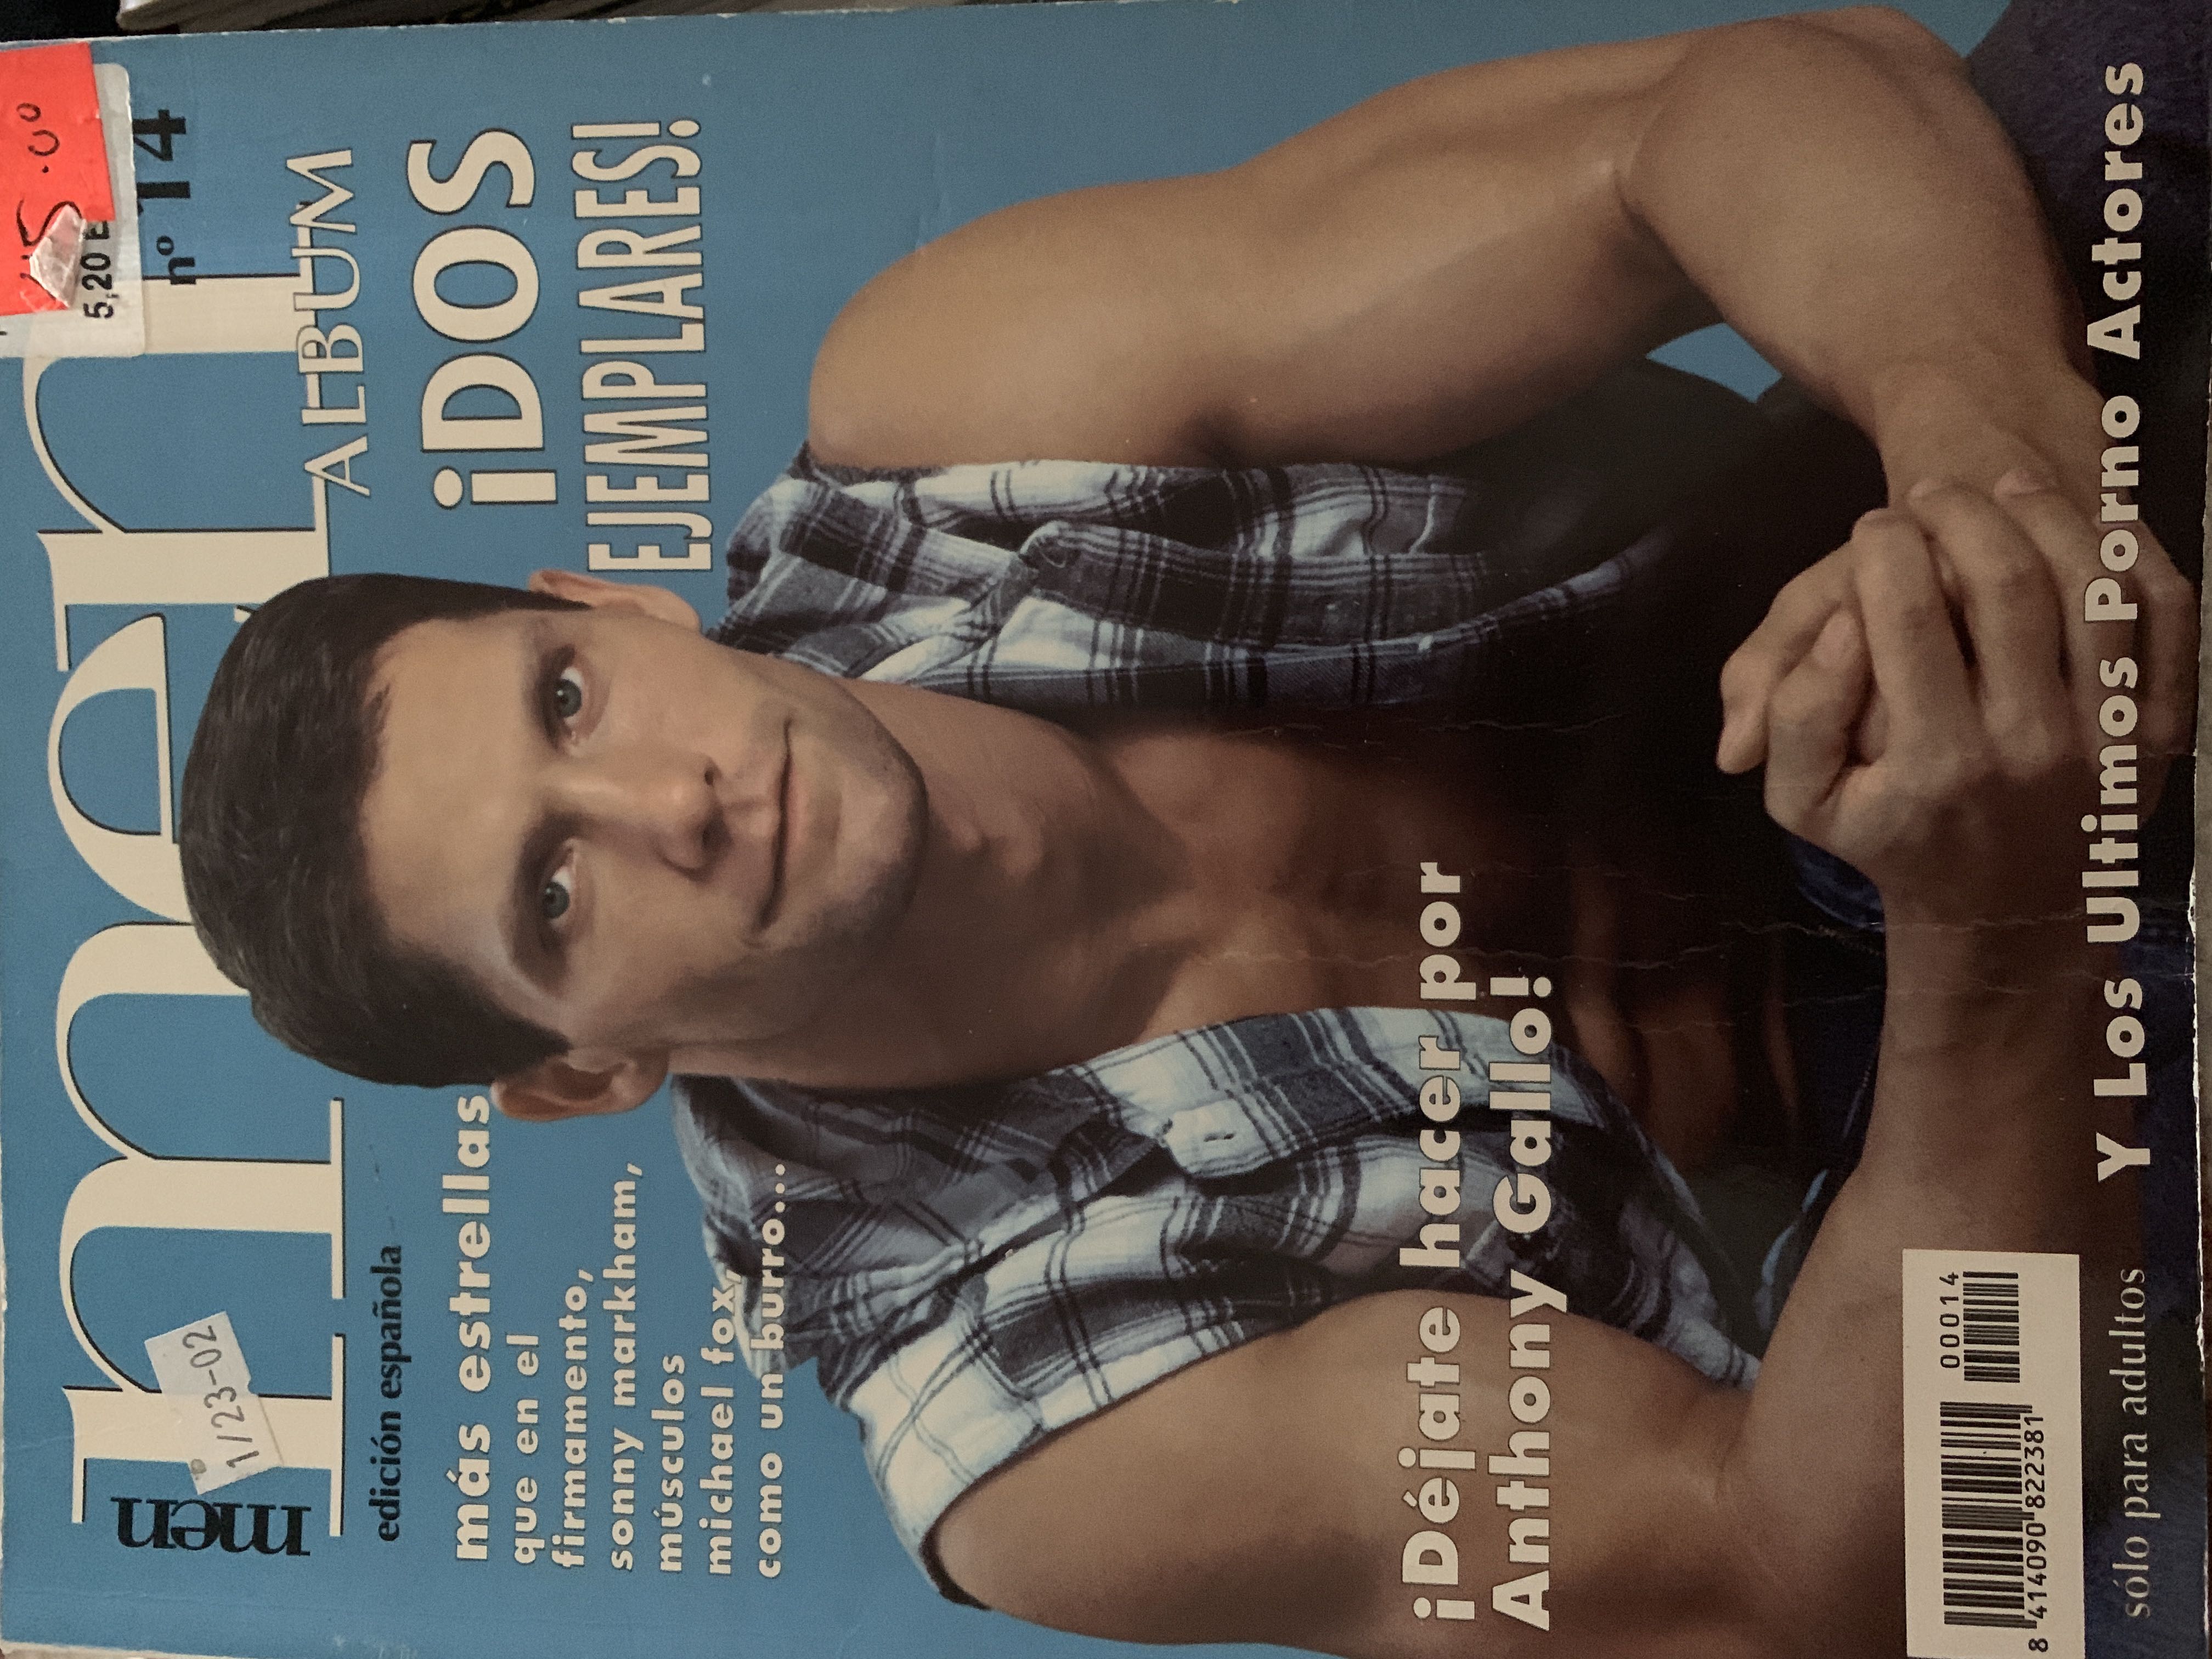 men
men
1/23-02
5,20 E
nº 14
ALBUM
edición española
¡DOS
EJEMPLARES!
más estrellas
que en el
firmamento,
sonny markham,
músculos
michael fox,
como un burro...
¡Déjate hacer por
Anthony Gallo!
00014
8 414090 822381
Y Los Ultimos Porno Actores
sólo para adultos